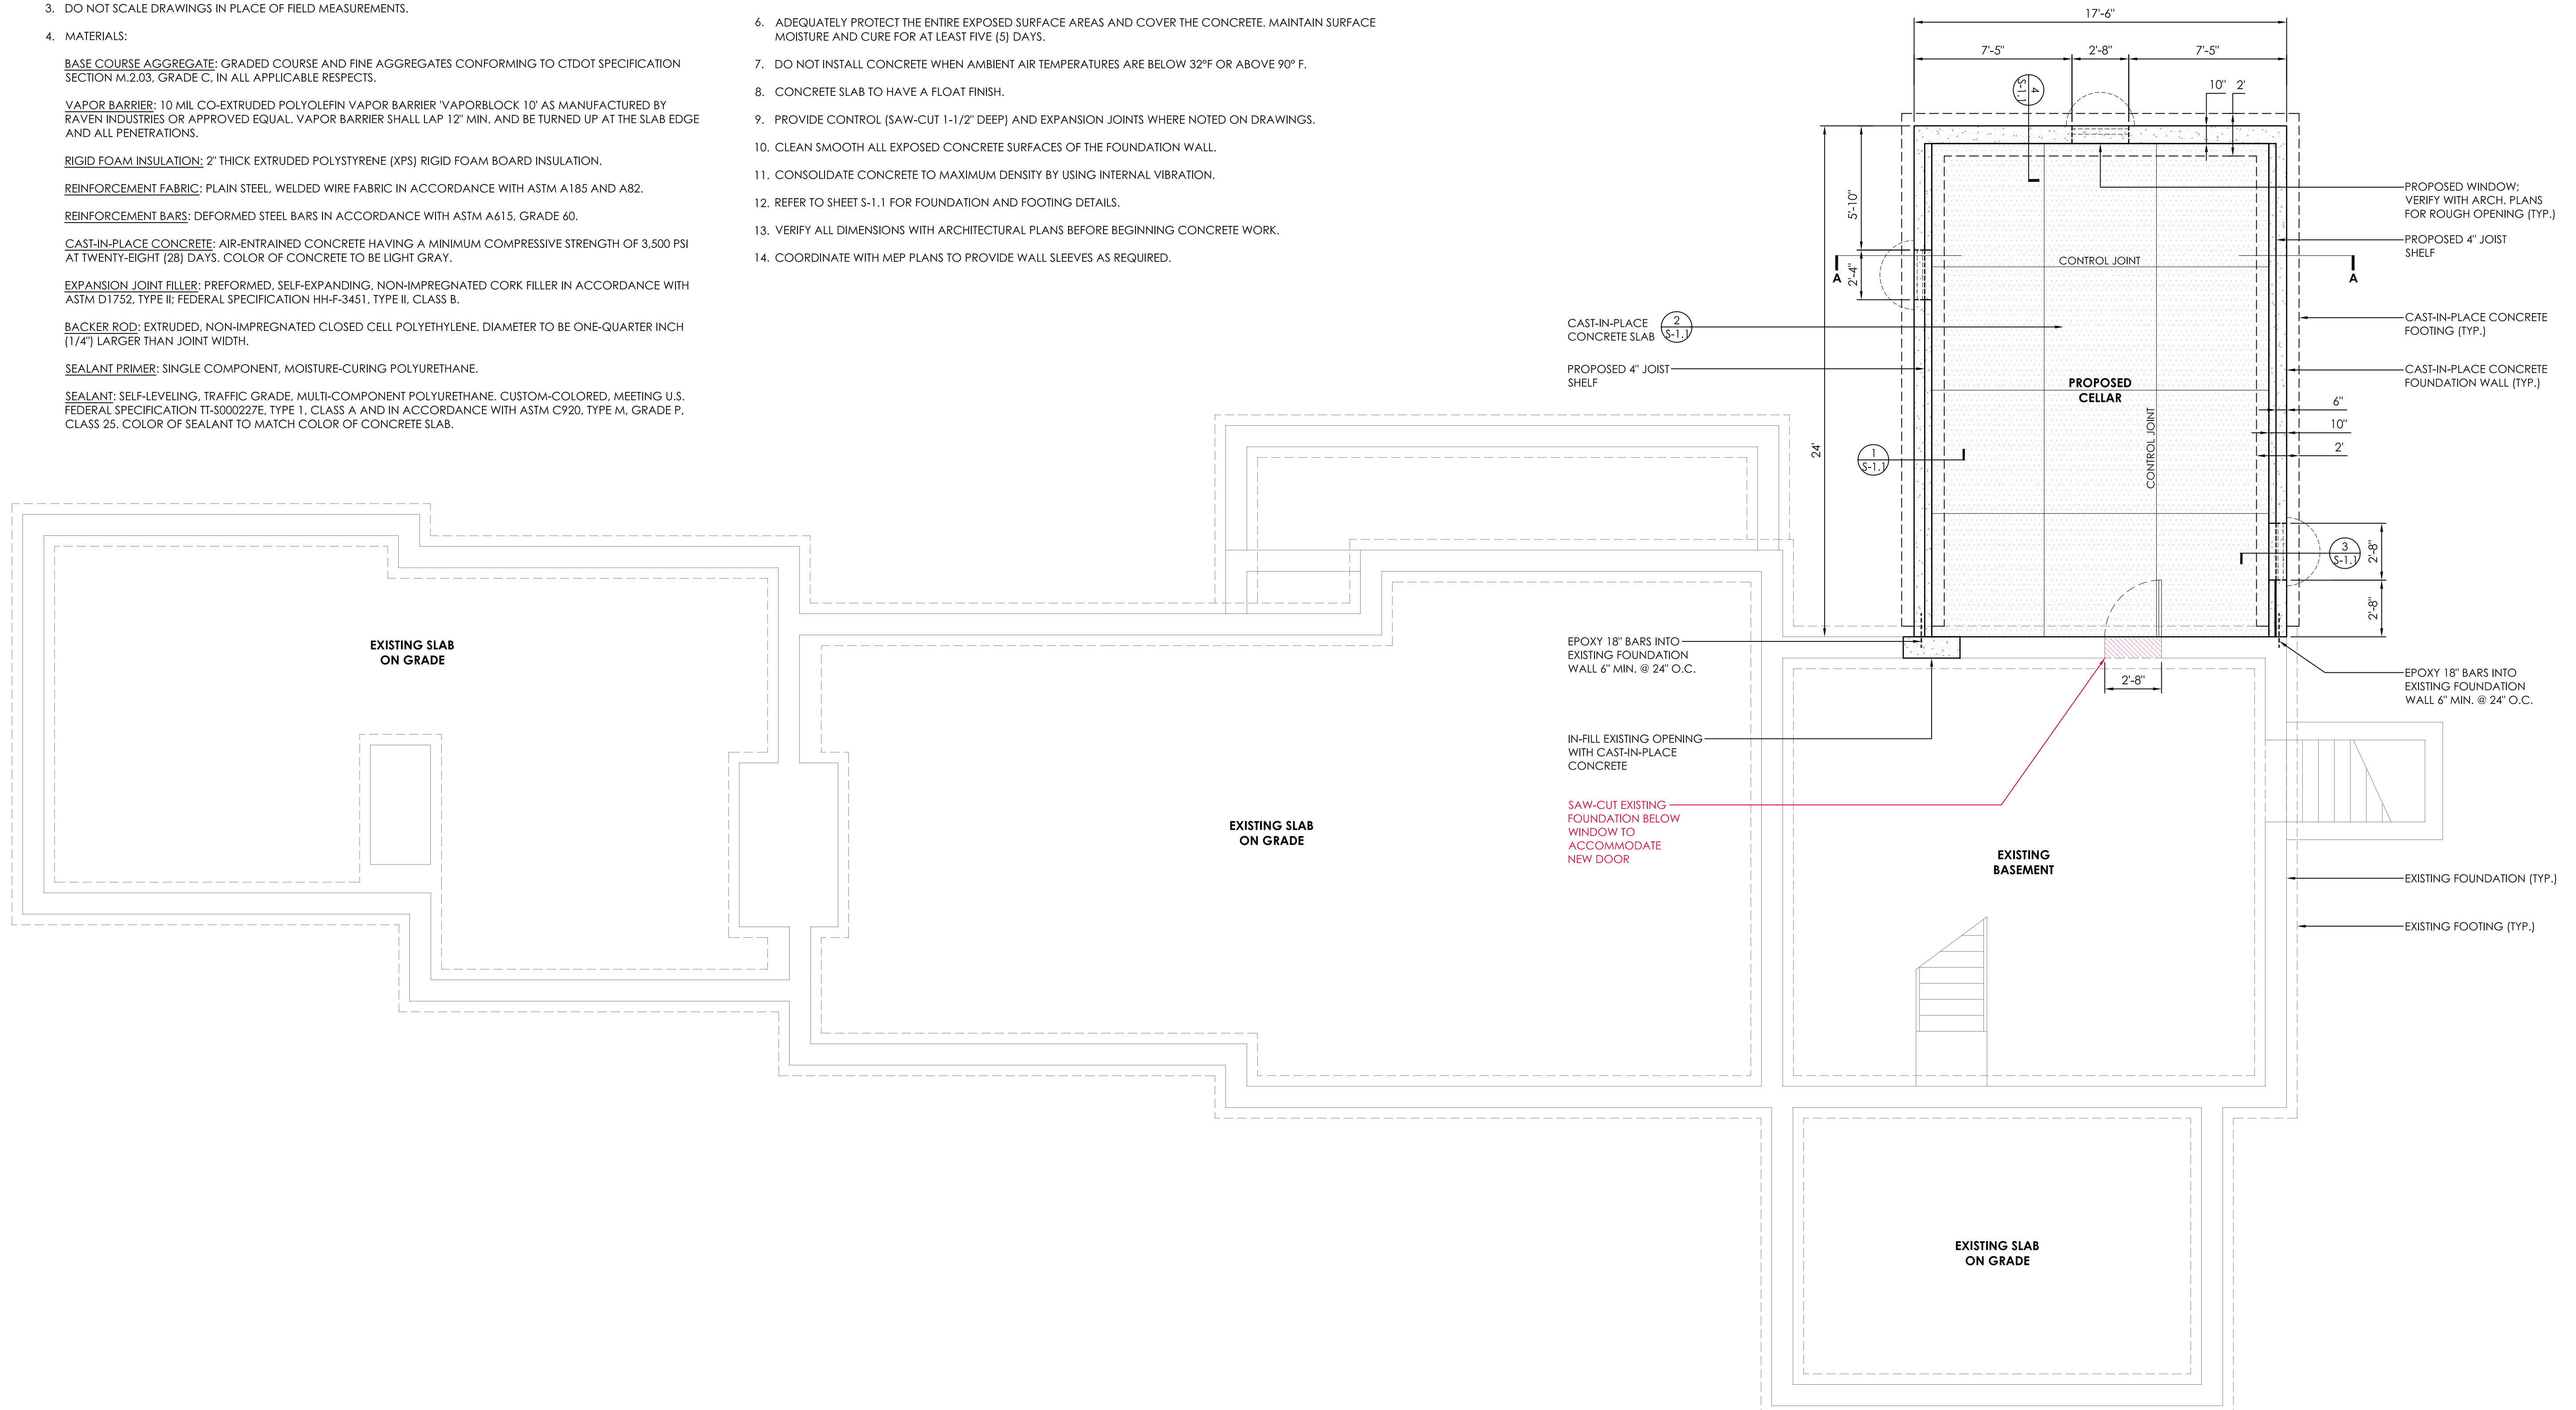 3. DO NOT SCALE DRAWINGS IN PLACE OF FIELD MEASUREMENTS.
4. MATERIALS:
BASE COURSE AGGREGATE: GRADED COURSE AND FINE AGGREGATES CONFORMING TO CTDOT SPECIFICATION
SECTION M.2.03, GRADE C, IN ALL APPLICABLE RESPECTS.
VAPOR BARRIER: 10 MIL CO-EXTRUDED POLYOLEFIN VAPOR BARRIER 'VAPORBLOCK 10' AS MANUFACTURED BY
RAVEN INDUSTRIES OR APPROVED EQUAL. VAPOR BARRIER SHALL LAP 12" MIN. AND BE TURNED UP AT THE SLAB EDGE
AND ALL PENETRATIONS.
RIGID FOAM INSULATION: 2" THICK EXTRUDED POLYSTYRENE (XPS) RIGID FOAM BOARD INSULATION.
REINFORCEMENT FABRIC: PLAIN STEEL, WELDED WIRE FABRIC IN ACCORDANCE WITH ASTM A185 AND A82.
REINFORCEMENT BARS: DEFORMED STEEL BARS IN ACCORDANCE WITH ASTM A615, GRADE 60.
CAST-IN-PLACE CONCRETE: AIR-ENTRAINED CONCRETE HAVING A MINIMUM COMPRESSIVE STRENGTH OF 3,500 PSI
AT TWENTY-EIGHT (28) DAYS. COLOR OF CONCRETE TO BE LIGHT GRAY.
EXPANSION JOINT FILLER: PREFORMED, SELF-EXPANDING, NON-IMPREGNATED CORK FILLER IN ACCORDANCE WITH
ASTM D1752, TYPE II; FEDERAL SPECIFICATION HH-F-3451, TYPE II, CLASS B.
BACKER ROD: EXTRUDED, NON-IMPREGNATED CLOSED CELL POLYETHYLENE. DIAMETER TO BE ONE-QUARTER INCH
(1/4") LARGER THAN JOINT WIDTH.
SEALANT PRIMER: SINGLE COMPONENT, MOISTURE-CURING POLYURETHANE.
SEALANT: SELF-LEVELING, TRAFFIC GRADE, MULTI-COMPONENT POLYURETHANE. CUSTOM-COLORED, MEETING U.S.
FEDERAL SPECIFICATION TT-S000227E, TYPE 1, CLASS A AND IN ACCORDANCE WITH ASTM C920, TYPE M, GRADE P,
CLASS 25. COLOR OF SEALANT TO MATCH COLOR OF CONCRETE SLAB.
6. ADEQUATELY PROTECT THE ENTIRE EXPOSED SURFACE AREAS AND COVER THE CONCRETE. MAINTAIN SURFACE
MOISTURE AND CURE FOR AT LEAST FIVE (5) DAYS.
7. DO NOT INSTALL CONCRETE WHEN AMBIENT AIR TEMPERATURES ARE BELOW 32°F OR ABOVE 90° F.
8. CONCRETE SLAB TO HAVE A FLOAT FINISH.
9. PROVIDE CONTROL (SAW-CUT 1-1/2" DEEP) AND EXPANSION JOINTS WHERE NOTED ON DRAWINGS.
10. CLEAN SMOOTH ALL EXPOSED CONCRETE SURFACES OF THE FOUNDATION WALL.
11. CONSOLIDATE CONCRETE TO MAXIMUM DENSITY BY USING INTERNAL VIBRATION.
12. REFER TO SHEET S-1.1 FOR FOUNDATION AND FOOTING DETAILS.
13. VERIFY ALL DIMENSIONS WITH ARCHITECTURAL PLANS BEFORE BEGINNING CONCRETE WORK.
14. COORDINATE WITH MEP PLANS TO PROVIDE WALL SLEEVES AS REQUIRED.
17'-6"
7'-5"
2'-8"
7'-5"
4
S-1.1
10"
2'
5'-10"
2'-4"
24'
A
A
CONTROL JOINT
CONTROL JOINT
PROPOSED
CELLAR
PROPOSED WINDOW;
VERIFY WITH ARCH. PLANS
FOR ROUGH OPENING (TYP.)
PROPOSED 4" JOIST
SHELF
CAST-IN-PLACE CONCRETE
FOOTING (TYP.)
CAST-IN-PLACE CONCRETE
FOUNDATION WALL (TYP.)
6"
10"
2'
CAST-IN-PLACE
CONCRETE SLAB
2
S-1.1
PROPOSED 4" JOIST
SHELF
1
S-1.1
3
S-1.1
2'-8"
2'-8"
2'-8"
EPOXY 18" BARS INTO
EXISTING FOUNDATION
WALL 6" MIN. @ 24" O.C.
EPOXY 18" BARS INTO
EXISTING FOUNDATION
WALL 6" MIN. @ 24" O.C.
IN-FILL EXISTING OPENING
WITH CAST-IN-PLACE
CONCRETE
SAW-CUT EXISTING
FOUNDATION BELOW
WINDOW TO
ACCOMMODATE
NEW DOOR
EXISTING SLAB
ON GRADE
EXISTING SLAB
ON GRADE
EXISTING
BASEMENT
EXISTING FOUNDATION (TYP.)
EXISTING FOOTING (TYP.)
EXISTING SLAB
ON GRADE